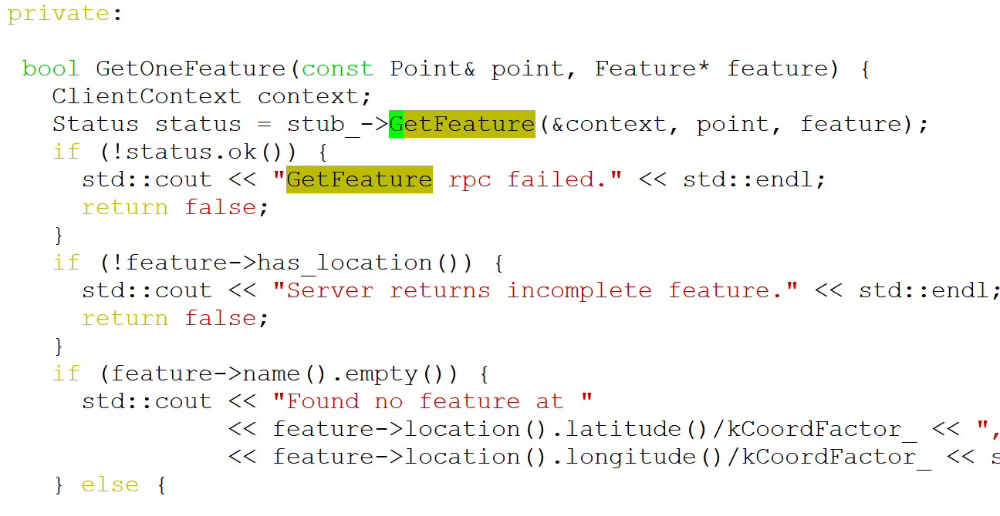 private:
bool GetOneFeature(const Point& point, Feature* feature) {
ClientContext context;
Status status = stub_->GetFeature(&context, point, feature);
if (!status.ok()) {
std::cout << "GetFeature rpc failed." << std::endl;
return false;
}
if (!feature->has_location()) {
std::cout << "Server returns incomplete feature." << std::endl;
return false;
}
if (feature->name().empty()) {
std::cout << "Found no feature at "
<< feature->location().latitude()/kCoordFactor_ << ",
<< feature->location().longitude()/kCoordFactor_ << s
} else {